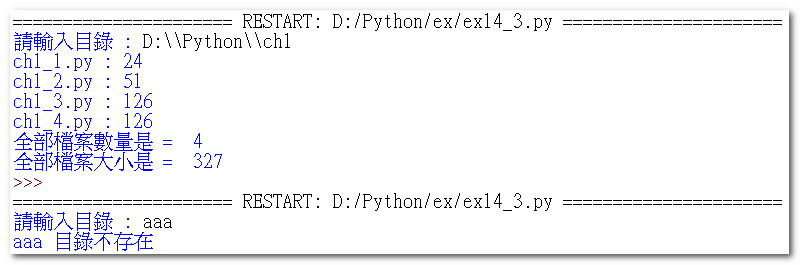 ====================== RESTART: D:/Python/ex/ex14_3.py ======================
請輸入目錄 : D:\\Python\\ch1
ch1_1.py : 24
ch1_2.py : 51
ch1_3.py : 126
ch1_4.py : 126
全部檔案數量是 =  4
全部檔案大小是 =  327
>>>
====================== RESTART: D:/Python/ex/ex14_3.py ======================
請輸入目錄 : aaa
aaa 目錄不存在